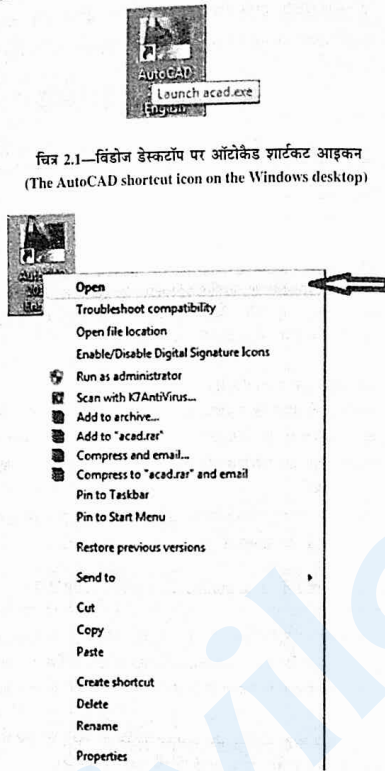 AutoCAD
Launch acad.exe
English
चित्र 2.1—विंडोज डेस्कटॉप पर ऑटोकैड शार्टकट आइकन
(The AutoCAD shortcut icon on the Windows desktop)
Open
Troubleshoot compatibility
Open file location
Enable/Disable Digital Signature Icons
Run as administrator
Scan with K7AntiVirus...
Add to archive...
Add to "acad.rar"
Compress and email...
Compress to "acad.rar" and email
Pin to Taskbar
Pin to Start Menu
Restore previous versions
Send to
Cut
Copy
Paste
Create shortcut
Delete
Rename
Properties